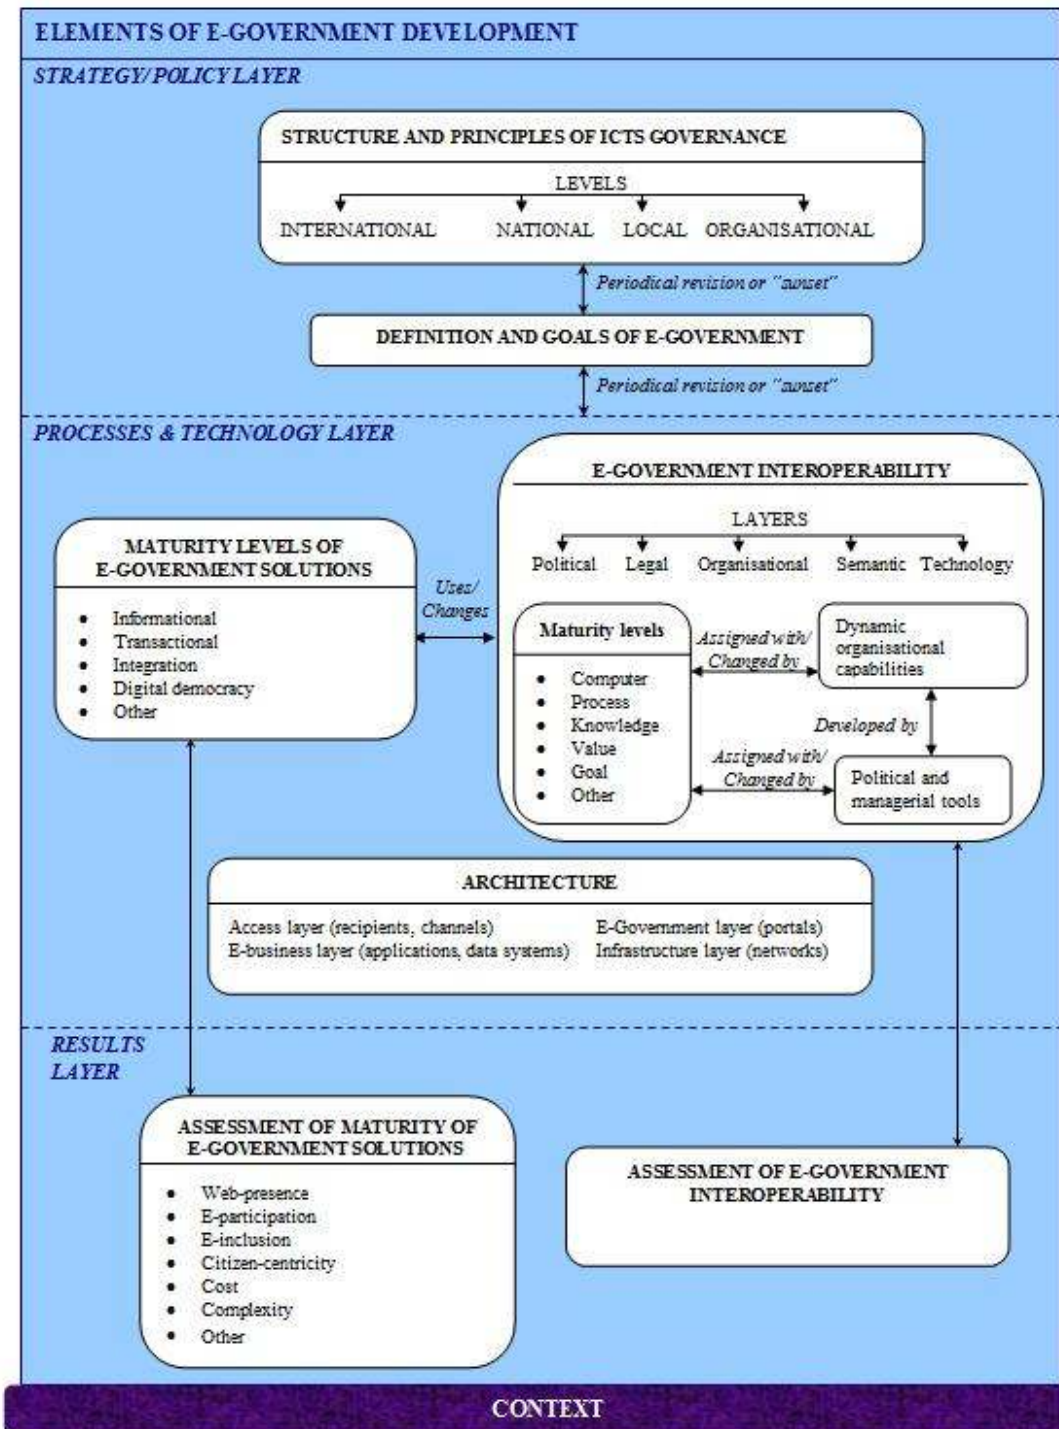 ELEMENTS OF E-GOVERNMENT DEVELOPMENT
STRATEGY/POLICY LAYER
STRUCTURE AND PRINCIPLES OF ICTS GOVERNANCE
LEVELS
INTERNATIONAL NATIONAL LOCAL ORGANISATIONAL
Periodical revision or "sunset"
DEFINITION AND GOALS OF E-GOVERNMENT
Periodical revision or "sunset"
PROCESSES & TECHNOLOGY LAYER
MATURITY LEVELS OF
E-GOVERNMENT SOLUTIONS
• Informational
• Transactional
• Integration
• Digital democracy
• Other
Uses/
Changes
E-GOVERNMENT INTEROPERABILITY
LAYERS
Political Legal Organisational Semantic Technology
Maturity levels
• Computer
• Process
• Knowledge
• Value
• Goal
• Other
Assigned with/
Changed by
Dynamic
organisational
capabilities
Developed by
Assigned with/
Changed by
Political and
managerial tools
ARCHITECTURE
Access layer (recipients, channels)
E-business layer (applications, data systems)
E-Government layer (portals)
Infrastructure layer (networks)
RESULTS
LAYER
ASSESSMENT OF MATURITY OF
E-GOVERNMENT SOLUTIONS
• Web-presence
• E-participation
• E-inclusion
• Citizen-centricity
• Cost
• Complexity
• Other
ASSESSMENT OF E-GOVERNMENT
INTEROPERABILITY
CONTEXT